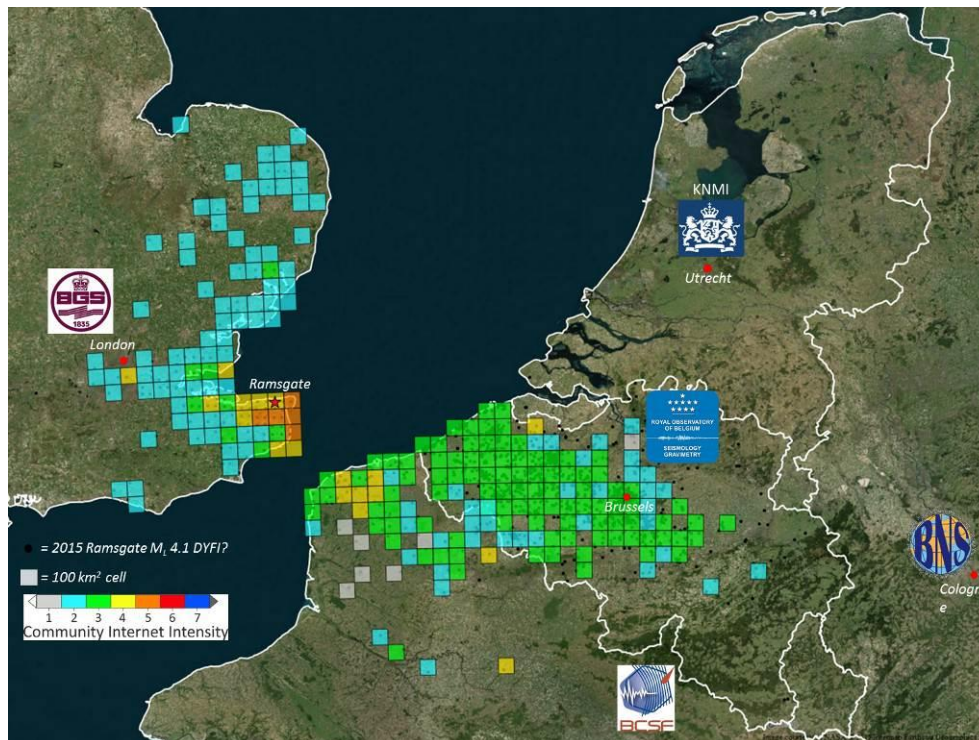 KNMI
Utrecht
BGS
1835
London
Ramsgate
ROYAL OBSERVATORY
OF BELGIUM
SEISMOLOGY
GRAVIMETRY
Brussels
BNS
Cologn
e
● = 2015 Ramsgate ML 4.1 DYFI?
= 100 km² cell
1 2 3 4 5 6 7
Community Internet Intensity
BCSF